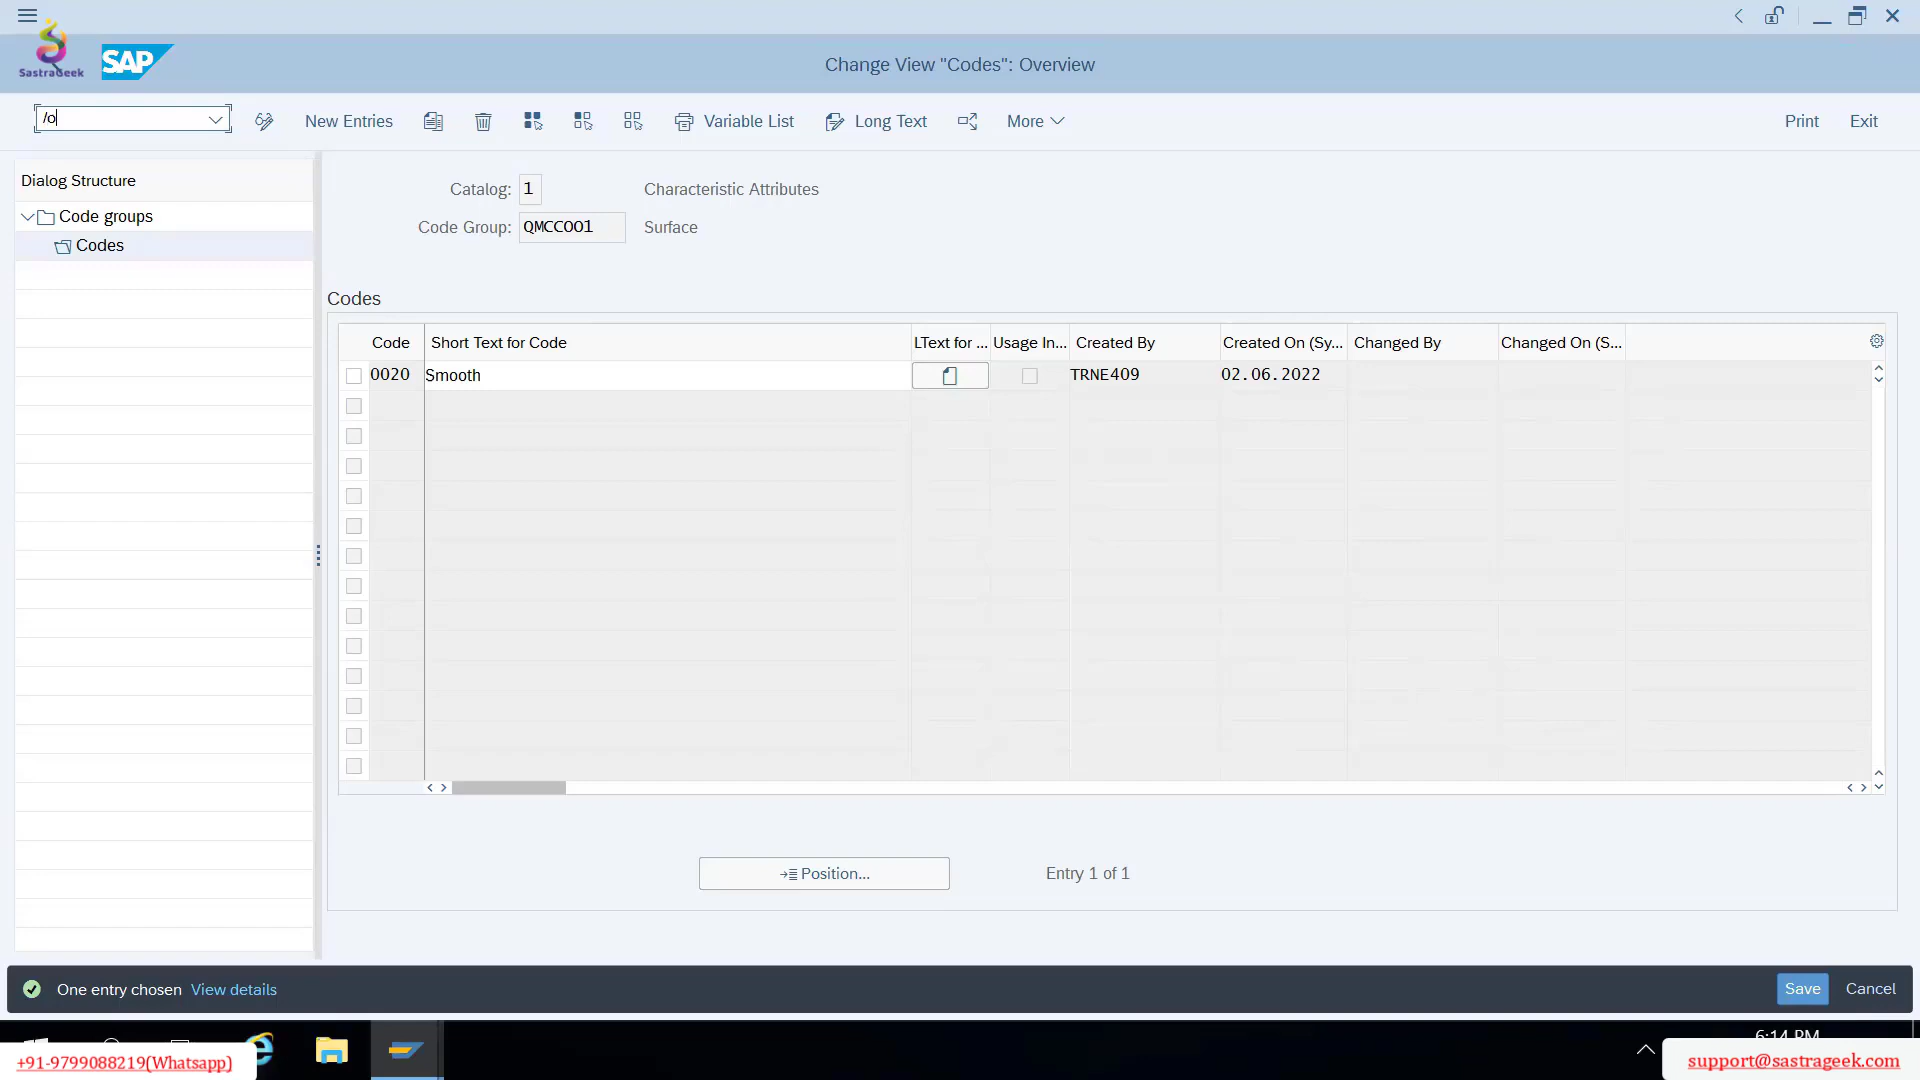 SastraGeek
SAP
Change View "Codes": Overview
/o
New Entries
Variable List
Long Text
More
Print
Exit
Dialog Structure
Code groups
Codes
Catalog: 1 Characteristic Attributes
Code Group: QMCCOO1 Surface
Codes
Code Short Text for Code LText for ... Usage In... Created By Created On (Sy... Changed By Changed On (S...
0020 Smooth TRNE409 02.06.2022
Position... Entry 1 of 1
One entry chosen View details
Save Cancel
6:14 PM
+91-9799088219(Whatsapp)
support@sastrageek.com